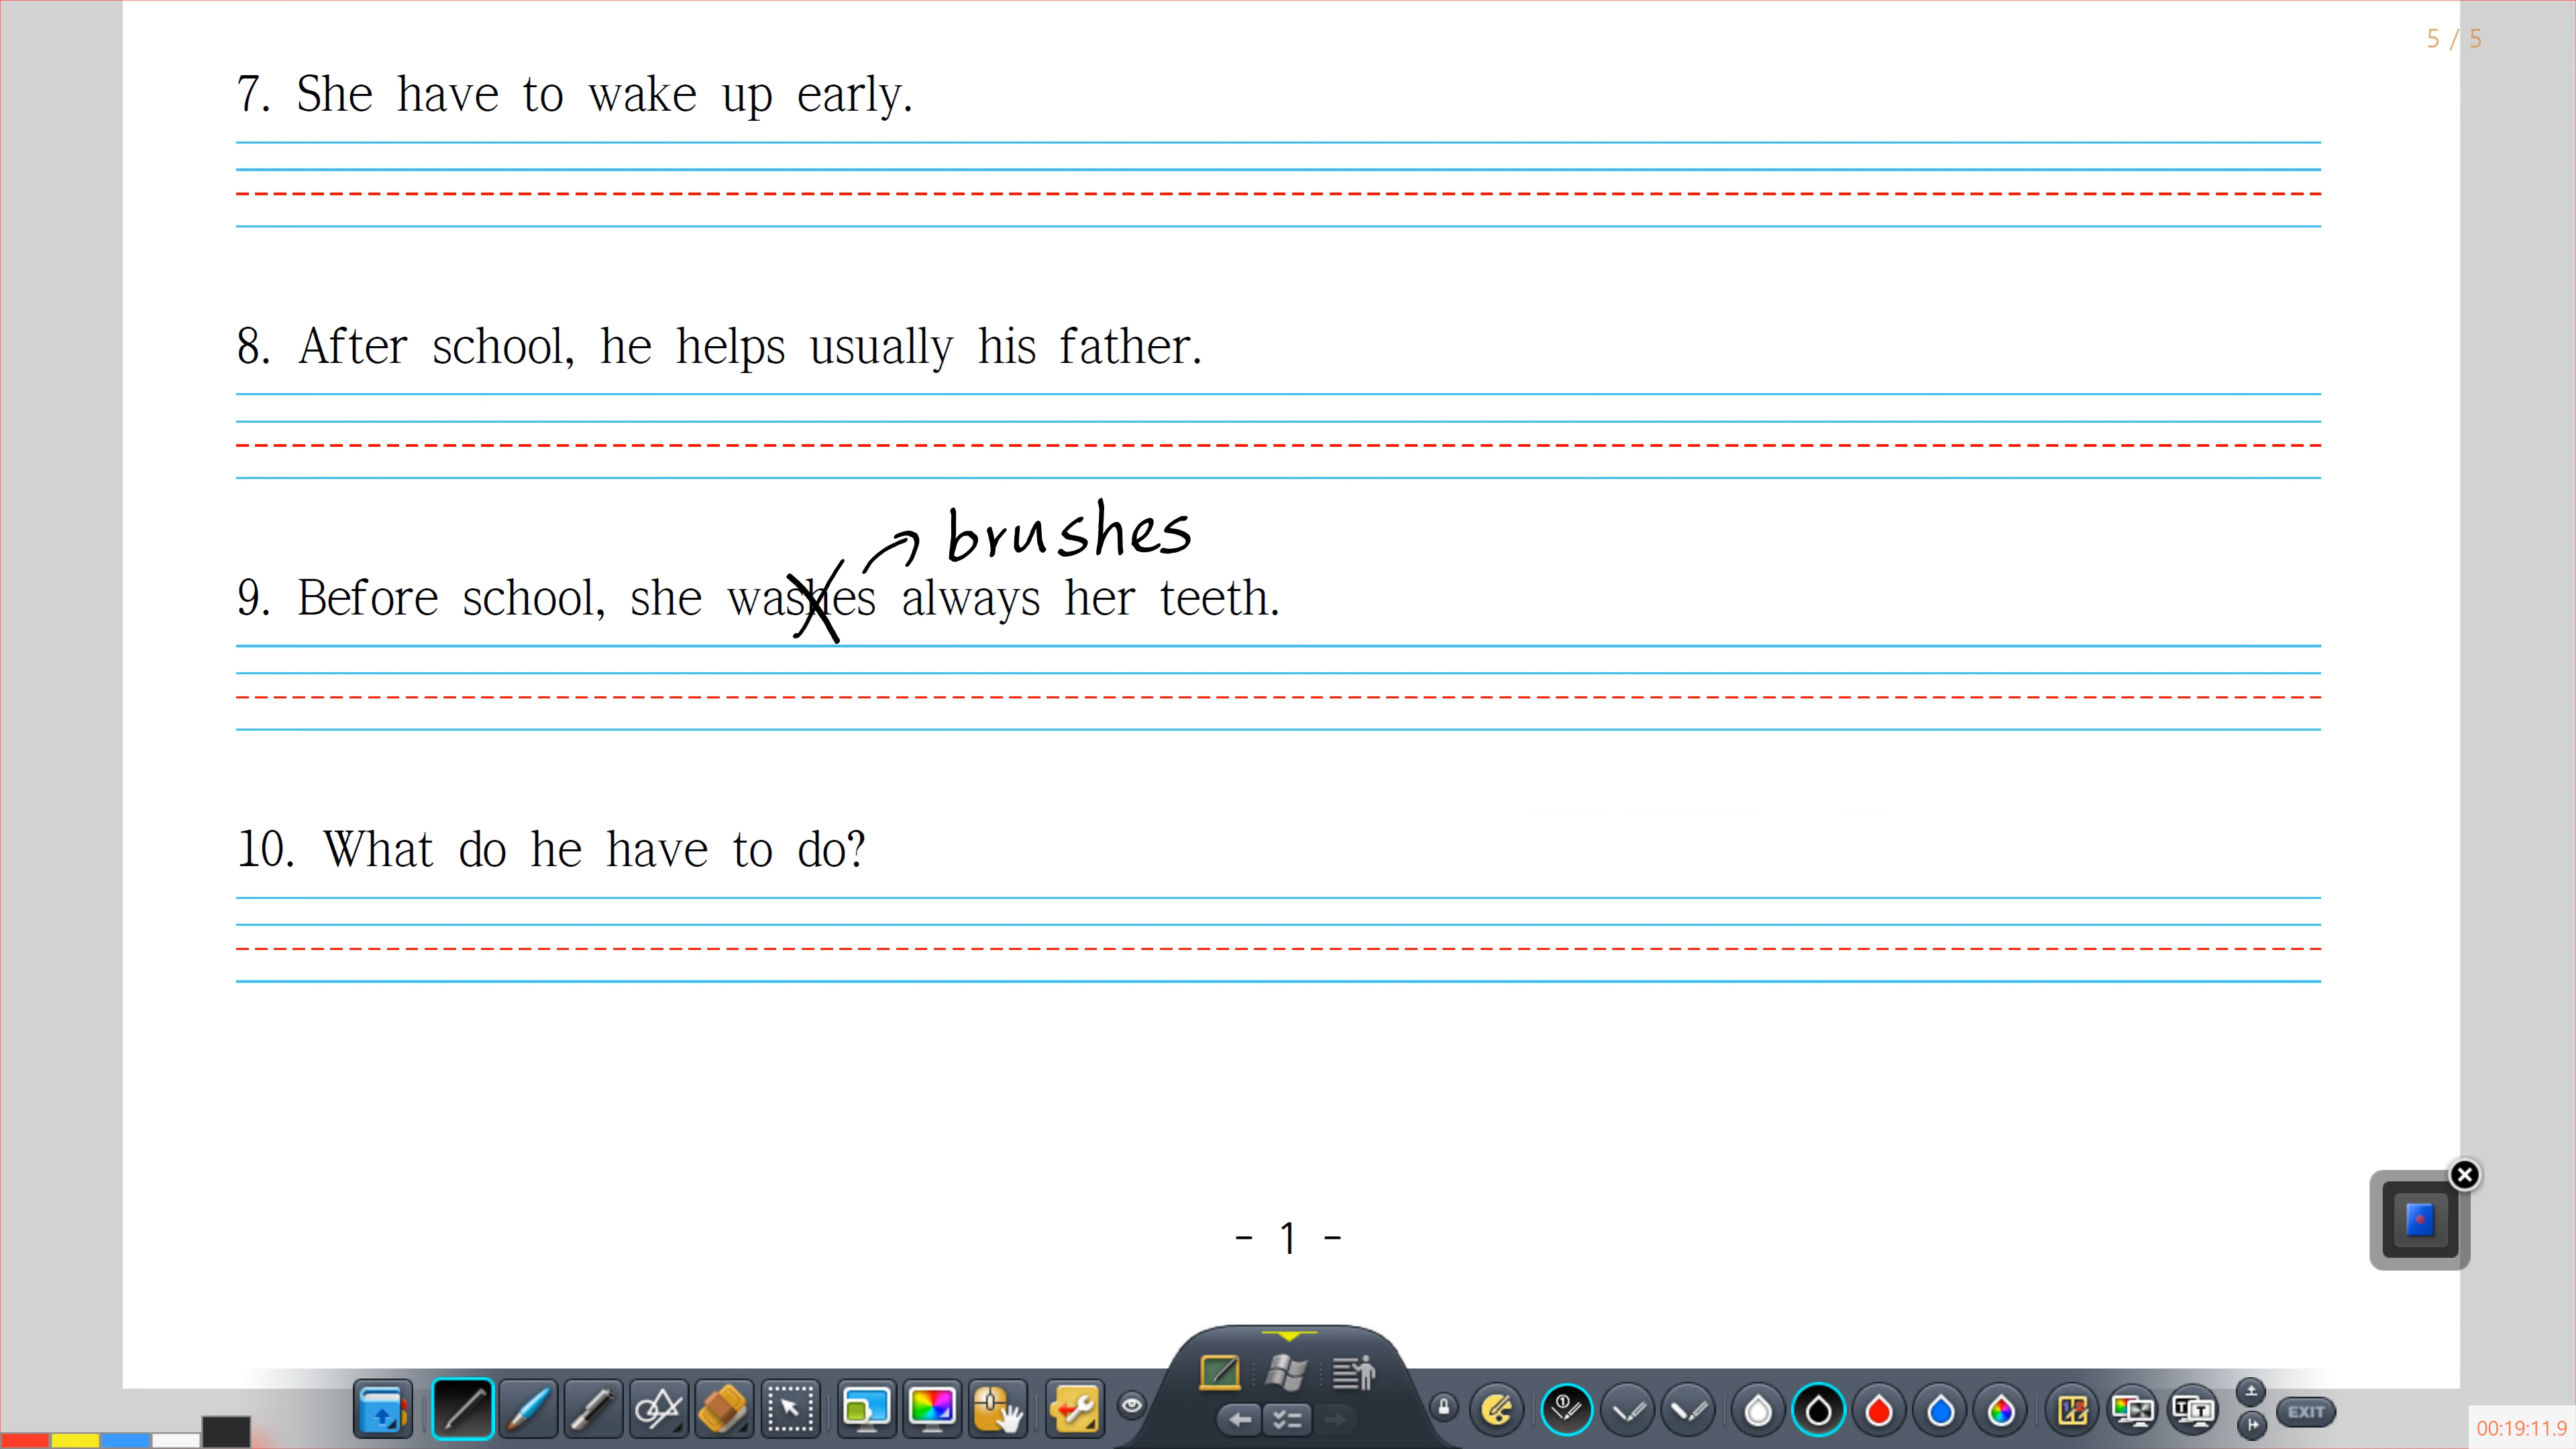 5 / 5
7. She have to wake up early.
8. After school, he helps usually his father.
brushes
9. Before school, she washes always her teeth.
10. What do he have to do?
- 1 -
EXIT
00:19:11.9